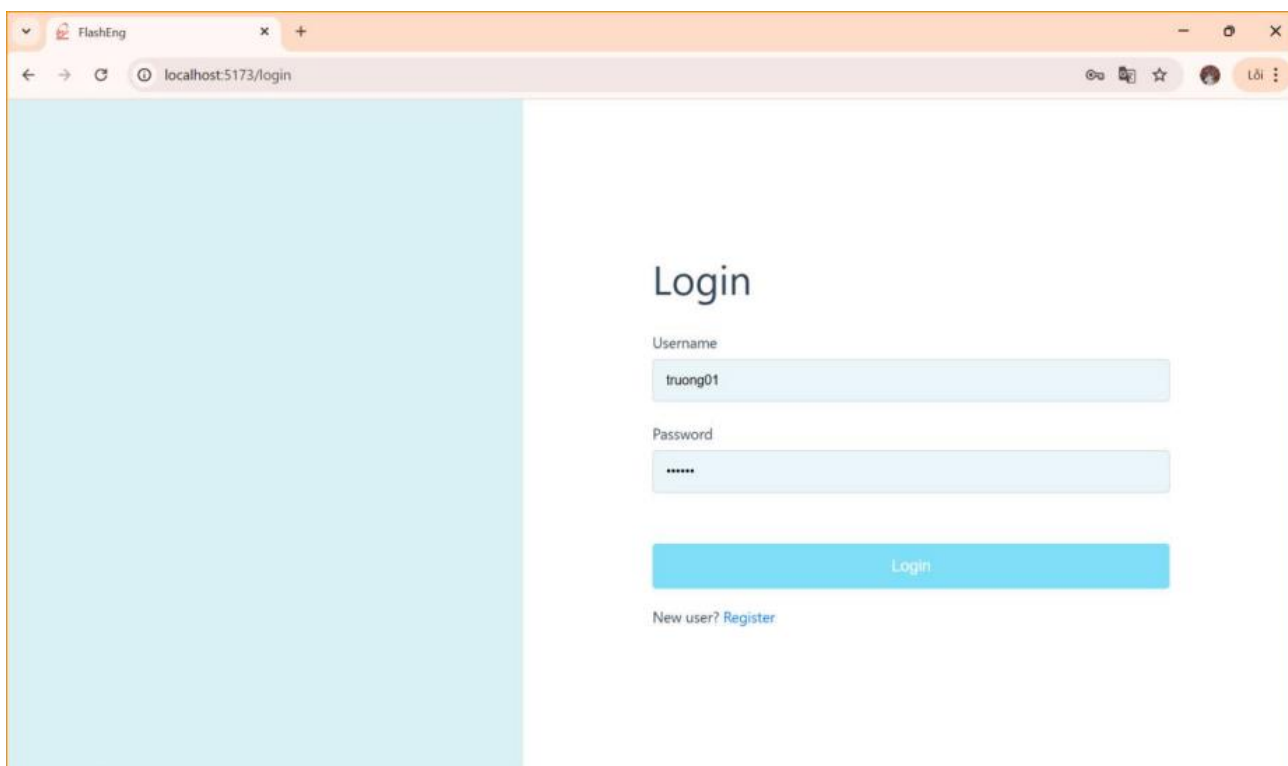 FlashEng
localhost:5173/login
Lỗi
Login
Username
truong01
Password
••••••
Login
New user? Register